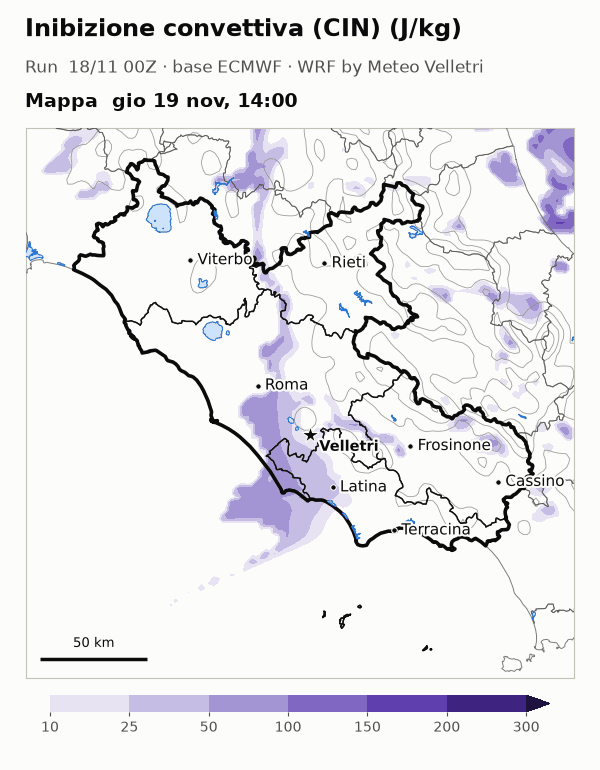 Inibizione convettiva (CIN) (J/kg)
Run  18/11 00Z · base ECMWF · WRF by Meteo Velletri
Mappa  gio 19 nov, 14:00
Viterbo
Rieti
Roma
Velletri
Frosinone
Cassino
Latina
Terracina
50 km
10 25 50 100 150 200 300